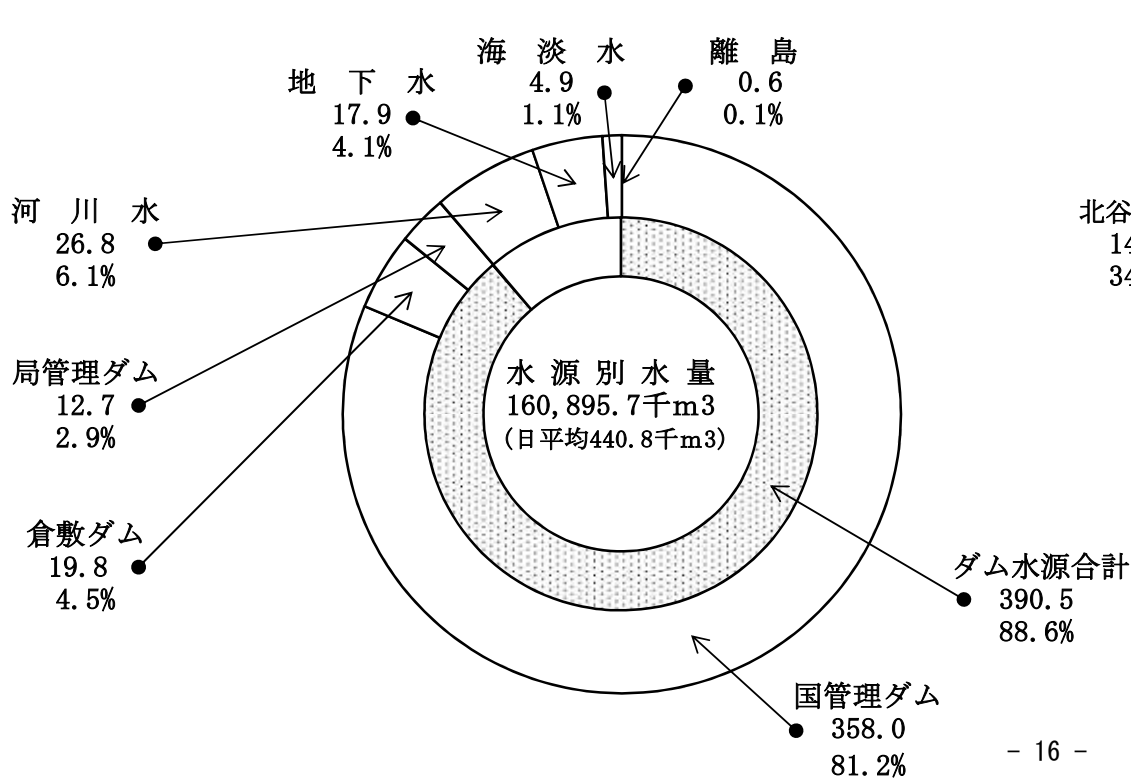 海 淡 水
4.9
1.1%
離 島
0.6
0.1%
地 下 水
17.9
4.1%
河 川 水
26.8
6.1%
局管理ダム
12.7
2.9%
倉敷ダム
19.8
4.5%
水 源 別 水 量
160,895.7千m3
(日平均440.8千m3)
ダム水源合計
390.5
88.6%
国管理ダム
358.0
81.2%
北谷
14
34
- 16 -